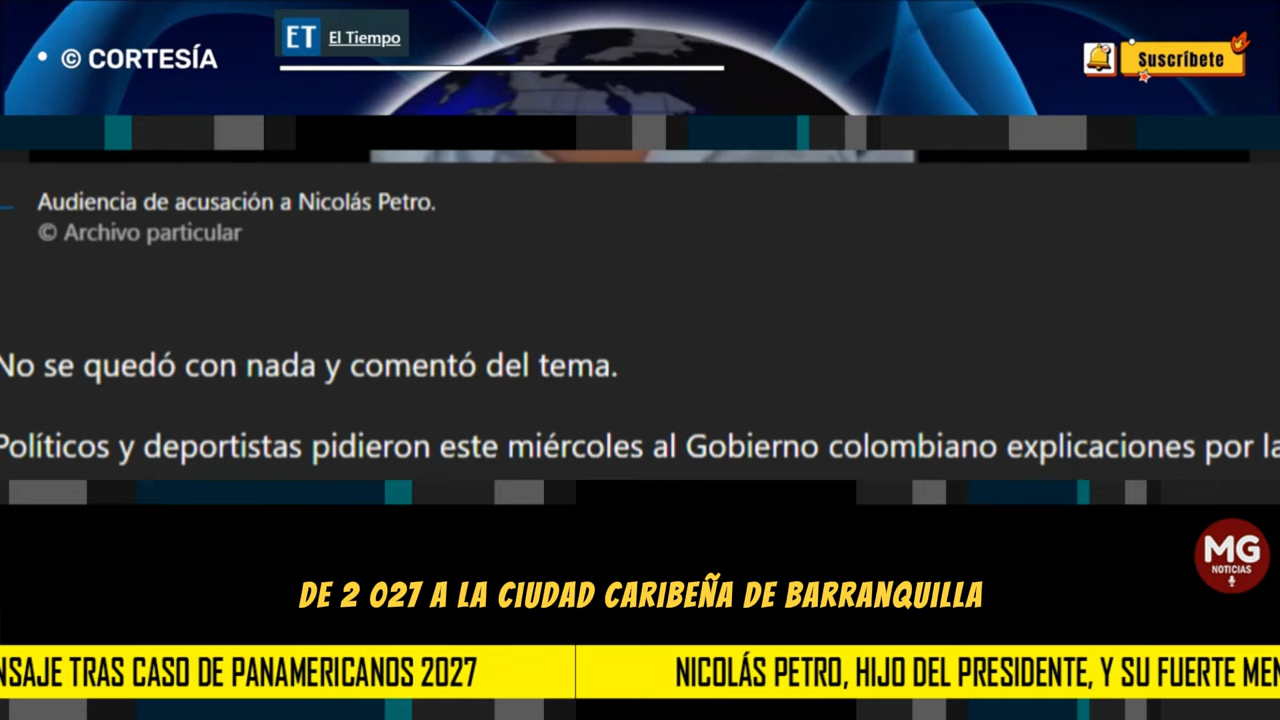 • © CORTESÍA
ET El Tiempo
Suscríbete
Audiencia de acusación a Nicolás Petro.
© Archivo particular
No se quedó con nada y comentó del tema.
Políticos y deportistas pidieron este miércoles al Gobierno colombiano explicaciones por la
MG
NOTICIAS
DE 2 027 A LA CIUDAD CARIBEÑA DE BARRANQUILLA
NSAJE TRAS CASO DE PANAMERICANOS 2027
NICOLÁS PETRO, HIJO DEL PRESIDENTE, Y SU FUERTE MEN